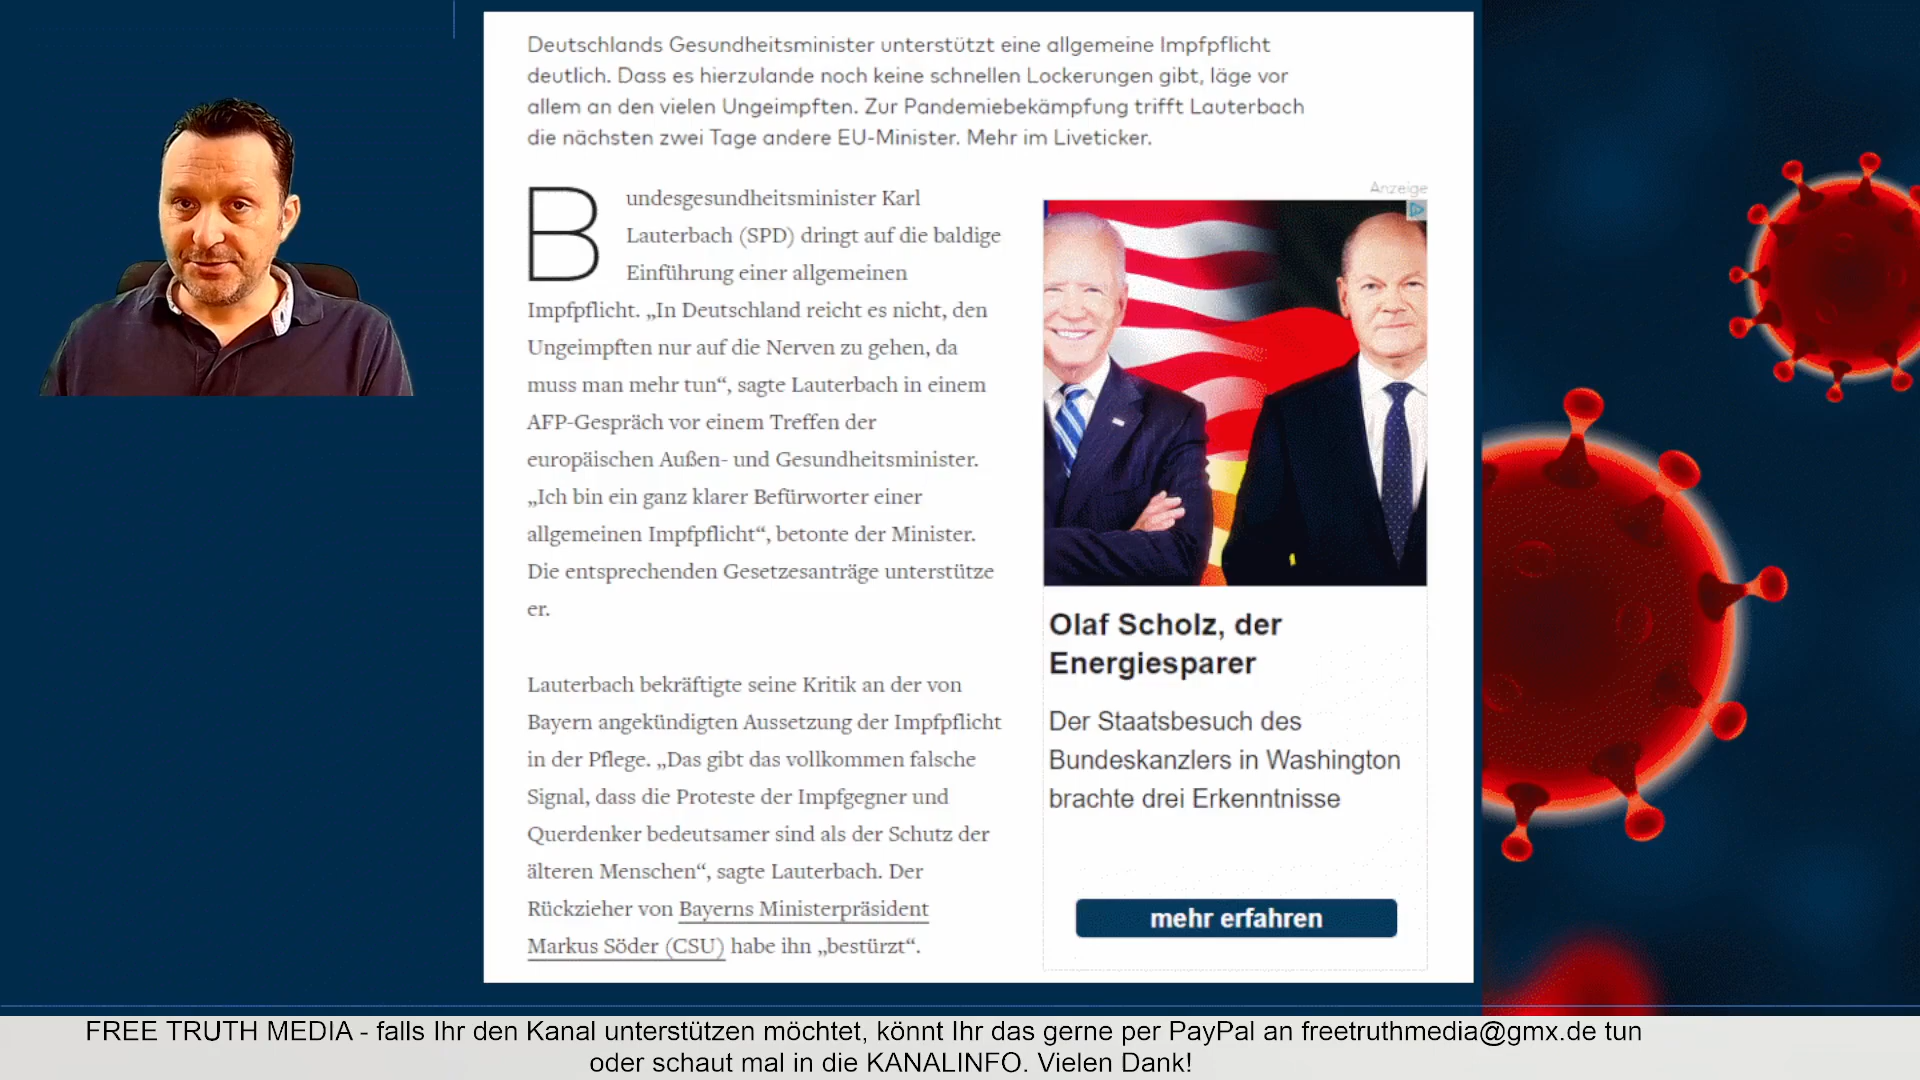 Deutschlands Gesundheitsminister unterstützt eine allgemeine Impfpflicht
deutlich. Dass es hierzulande noch keine schnellen Lockerungen gibt, läge vor
allem an den vielen Ungeimpften. Zur Pandemiebekämpfung trifft Lauterbach
die nächsten zwei Tage andere EU-Minister. Mehr im Liveticker.
Bundesgesundheitsminister Karl
Lauterbach (SPD) dringt auf die baldige
Einführung einer allgemeinen
Impfpflicht. „In Deutschland reicht es nicht, den
Ungeimpften nur auf die Nerven zu gehen, da
muss man mehr tun“, sagte Lauterbach in einem
AFP-Gespräch vor einem Treffen der
europäischen Außen- und Gesundheitsminister.
„Ich bin ein ganz klarer Befürworter einer
allgemeinen Impfpflicht“, betonte der Minister.
Die entsprechenden Gesetzesanträge unterstütze
er.
Lauterbach bekräftigte seine Kritik an der von
Bayern angekündigten Aussetzung der Impfpflicht
in der Pflege. „Das gibt das vollkommen falsche
Signal, dass die Proteste der Impfgegner und
Querdenker bedeutsamer sind als der Schutz der
älteren Menschen“, sagte Lauterbach. Der
Rückzieher von Bayerns Ministerpräsident
Markus Söder (CSU) habe ihn „bestürzt“.
Anzeige
Olaf Scholz, der
Energiesparer
Der Staatsbesuch des
Bundeskanzlers in Washington
brachte drei Erkenntnisse
mehr erfahren
FREE TRUTH MEDIA - falls Ihr den Kanal unterstützen möchtet, könnt Ihr das gerne per PayPal an freetruthmedia@gmx.de tun
oder schaut mal in die KANALINFO. Vielen Dank!